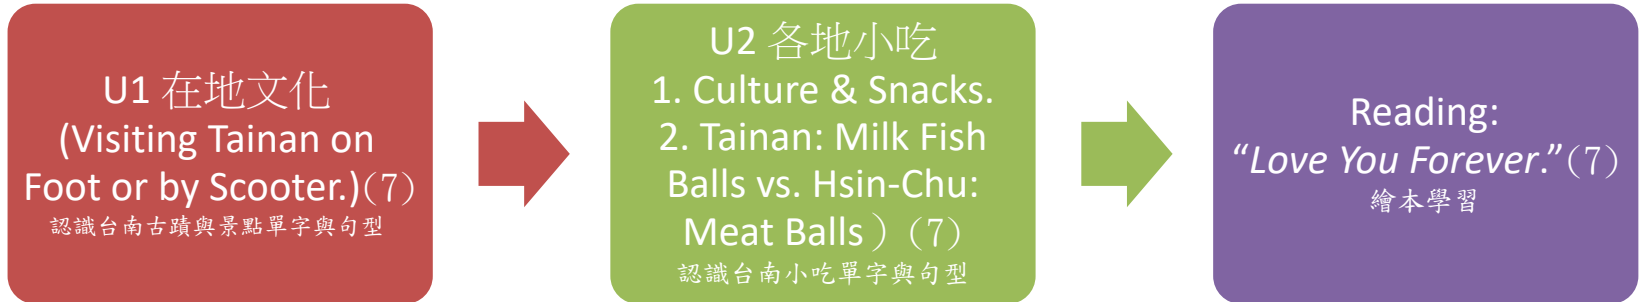 U1 在地文化
(Visiting Tainan on
Foot or by Scooter.)(7)
認識台南古蹟與景點單字與句型
U2 各地小吃
1. Culture & Snacks.
2. Tainan: Milk Fish
Balls vs. Hsin-Chu:
Meat Balls）(7)
認識台南小吃單字與句型
Reading:
“Love You Forever.”(7)
繪本學習